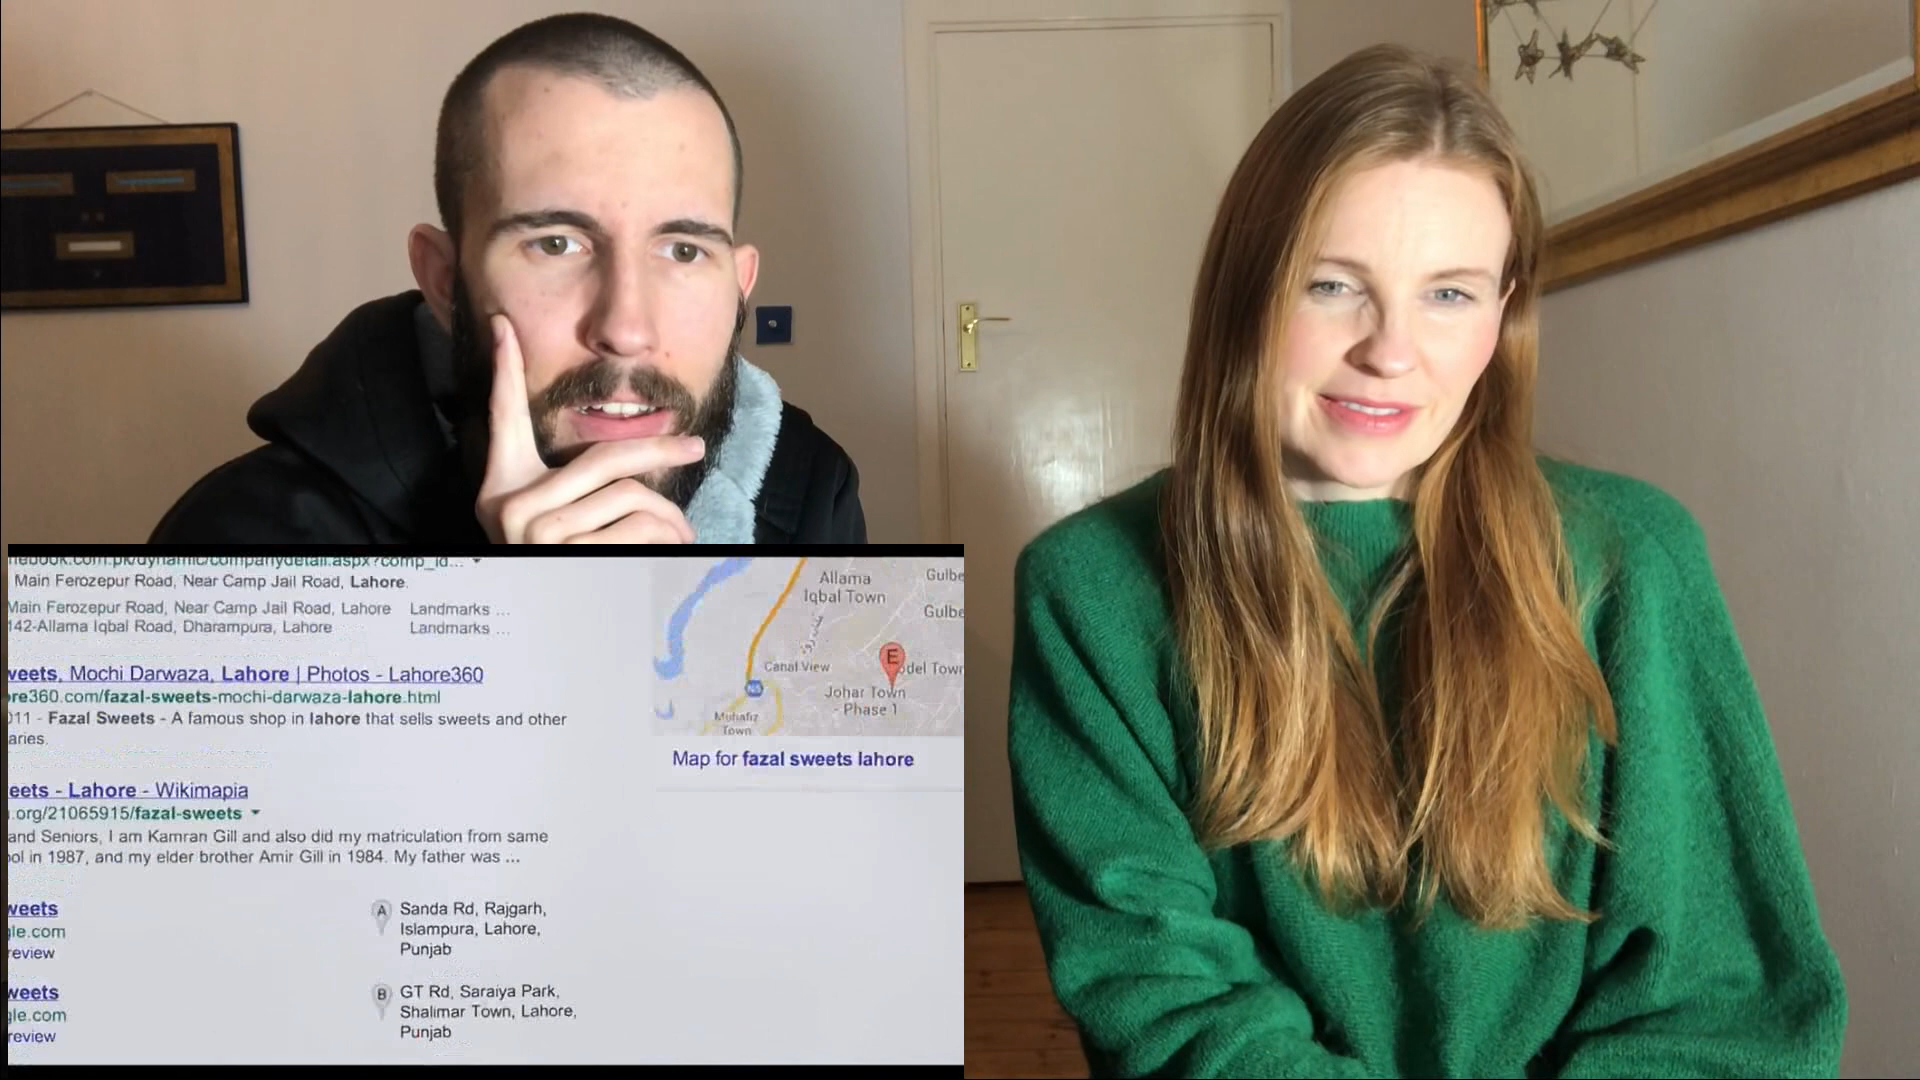 Main Ferozepur Road, Near Camp Jail Road, Lahore.
Main Ferozepur Road, Near Camp Jail Road, Lahore Landmarks ...
142-Allama Iqbal Road, Dharampura, Lahore Landmarks ...
weets, Mochi Darwaza, Lahore | Photos - Lahore360
re360.com/fazal-sweets-mochi-darwaza-lahore.html
011 - Fazal Sweets - A famous shop in lahore that sells sweets and other
aries.
eets - Lahore - Wikimapia
.org/21065915/fazal-sweets
and Seniors, I am Kamran Gill and also did my matriculation from same
ol in 1987, and my elder brother Amir Gill in 1984. My father was ...
weets
gle.com
review
A Sanda Rd, Rajgarh,
Islampura, Lahore,
Punjab
weets
gle.com
review
B GT Rd, Saraiya Park,
Shalimar Town, Lahore,
Punjab
Allama
Iqbal Town
Gulbe
Gulbe
Canal View
E
odel Town
N5
Johar Town
- Phase 1
Muhafiz
Town
Map for fazal sweets lahore